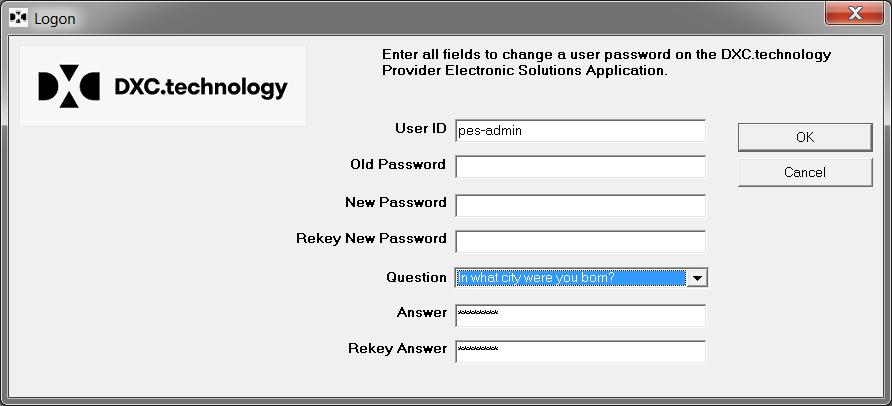 Logon
X
DXC.technology
Enter all fields to change a user password on the DXC.technology
Provider Electronic Solutions Application.
User ID pes-admin
OK
Old Password
Cancel
New Password
Rekey New Password
Question In what city were you born?
Answer ********
Rekey Answer ********